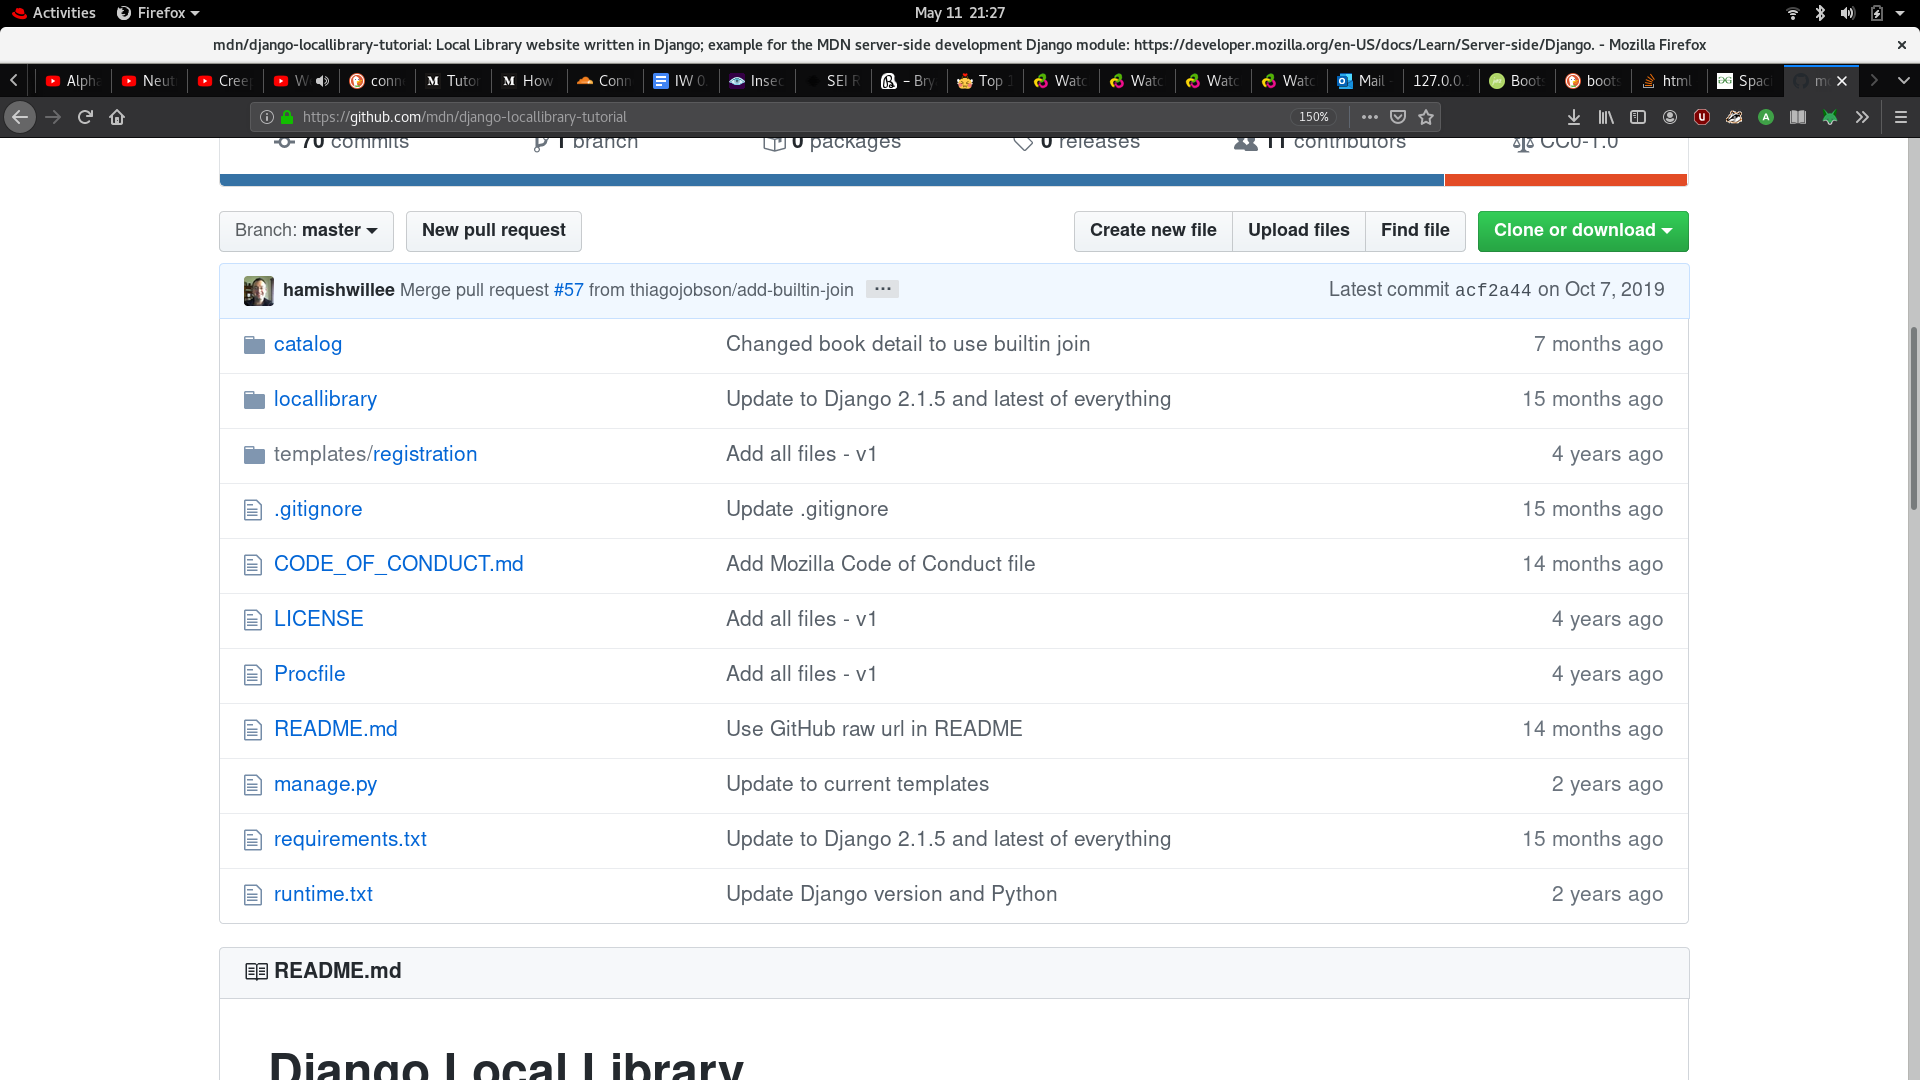 Activities Firefox May 11 21:27
mdn/django-locallibrary-tutorial: Local Library website written in Django; example for the MDN server-side development Django module: https://developer.mozilla.org/en-US/docs/Learn/Server-side/Django. - Mozilla Firefox
Alpha Neut Cree W conn Tutor How Conn IW 0. Insec SEI R – Bry Top Watc Watc Watc Watc Mail 127.0.0. Boots boots html Spac
https://github.com/mdn/django-locallibrary-tutorial 150%
70 commits 1 branch 0 packages 0 releases 11 contributors CC0-1.0
Branch: master New pull request Create new file Upload files Find file Clone or download
hamishwillee Merge pull request #57 from thiagojobson/add-builtin-join ... Latest commit acf2a44 on Oct 7, 2019
catalog Changed book detail to use builtin join 7 months ago
locallibrary Update to Django 2.1.5 and latest of everything 15 months ago
templates/registration Add all files - v1 4 years ago
.gitignore Update .gitignore 15 months ago
CODE_OF_CONDUCT.md Add Mozilla Code of Conduct file 14 months ago
LICENSE Add all files - v1 4 years ago
Procfile Add all files - v1 4 years ago
README.md Use GitHub raw url in README 14 months ago
manage.py Update to current templates 2 years ago
requirements.txt Update to Django 2.1.5 and latest of everything 15 months ago
runtime.txt Update Django version and Python 2 years ago
README.md
Django Local Library